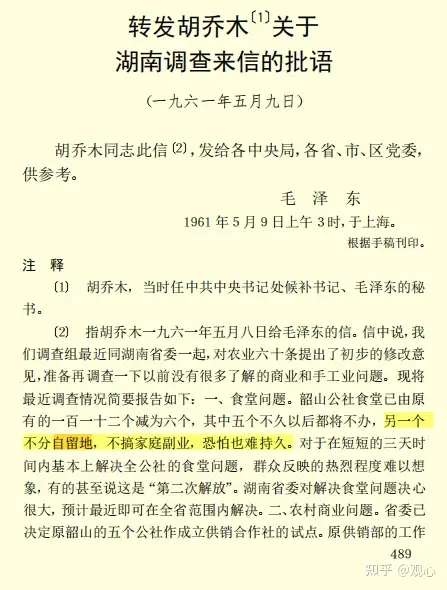 转发胡乔木〔1〕关于
湖南调查来信的批语
（一九六一年五月九日）
胡乔木同志此信〔2〕，发给各中央局，各省、市、区党委，
供参考。
毛 泽 东
1961年5月9日上午3时，于上海。
根据手稿刊印。
注 释
〔1〕 胡乔木，当时任中共中央书记处候补书记、毛泽东的秘
书。
〔2〕 指胡乔木一九六一年五月八日给毛泽东的信。信中说，我
们调查组最近同湖南省委一起，对农业六十条提出了初步的修改意
见，准备再调查一下以前没有很多了解的商业和手工业问题。现将
最近调查情况简要报告如下：一、食堂问题。韶山公社食堂已由原
有的一百一十二个减为六个，其中五个不久以后都将不办，另一个
不分自留地，不搞家庭副业，恐怕也难持久。对于在短短的三天时
间内基本上解决全公社的食堂问题，群众反映的热烈程度难以想
象，有的甚至说这是“第二次解放”。湖南省委对解决食堂问题决心
很大，预计最近即可在全省范围内解决。二、农村商业问题。省委已
决定原韶山的五个公社作成立供销合作社的试点。原供销部的工作
489
知乎 @观心